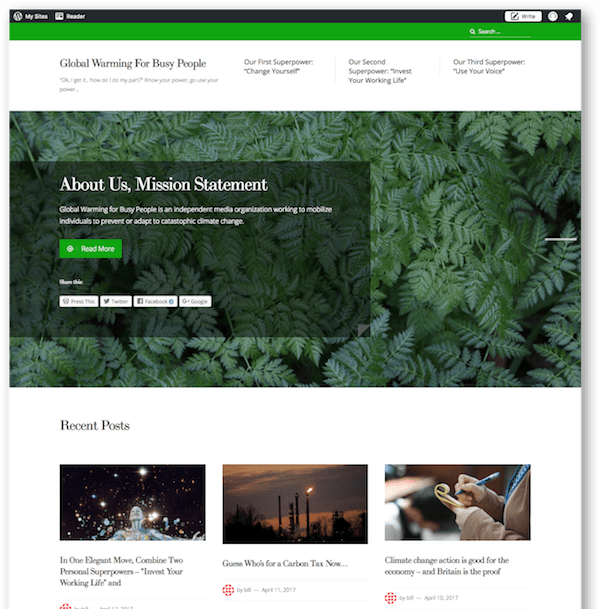 My Sites Reader Write
Search ...
Global Warming For Busy People
"Ok, I get it.. how do I do my part?" Know your power, go use your
power...
Our First Superpower:
"Change Yourself"
Our Second
Superpower: "Invest
Your Working Life"
Our Third Superpower:
"Use Your Voice"
About Us, Mission Statement
Global Warming for Busy People is an independent media organization working to mobilize
individuals to prevent or adapt to catastophic climate change.
Read More
Share this:
Press This Twitter Facebook Google
Recent Posts
In One Elegant Move, Combine Two
Personal Superpowers – "Invest Your
Working Life" and
by bill — April 12, 2017
Guess Who's for a Carbon Tax Now…
by bill — April 11, 2017
Climate change action is good for the
economy – and Britain is the proof
by bill — April 10, 2017